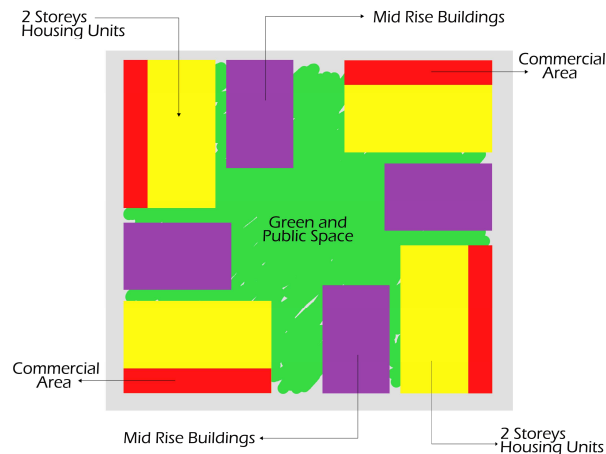 2 Storeys
Housing Units
Mid Rise Buildings
Commercial
Area
Green and
Public Space
Commercial
Area
Mid Rise Buildings
2 Storeys
Housing Units